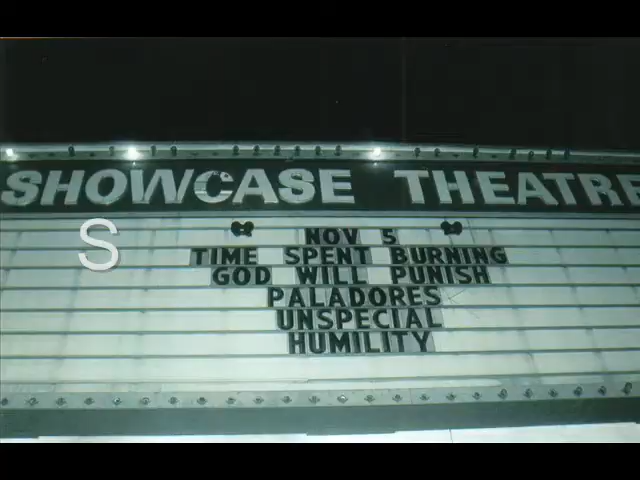 SHOWCASE THEATRE
S
NOV 5
TIME SPENT BURNING
GOD WILL PUNISH
PALADORES
UNSPECIAL
HUMILITY